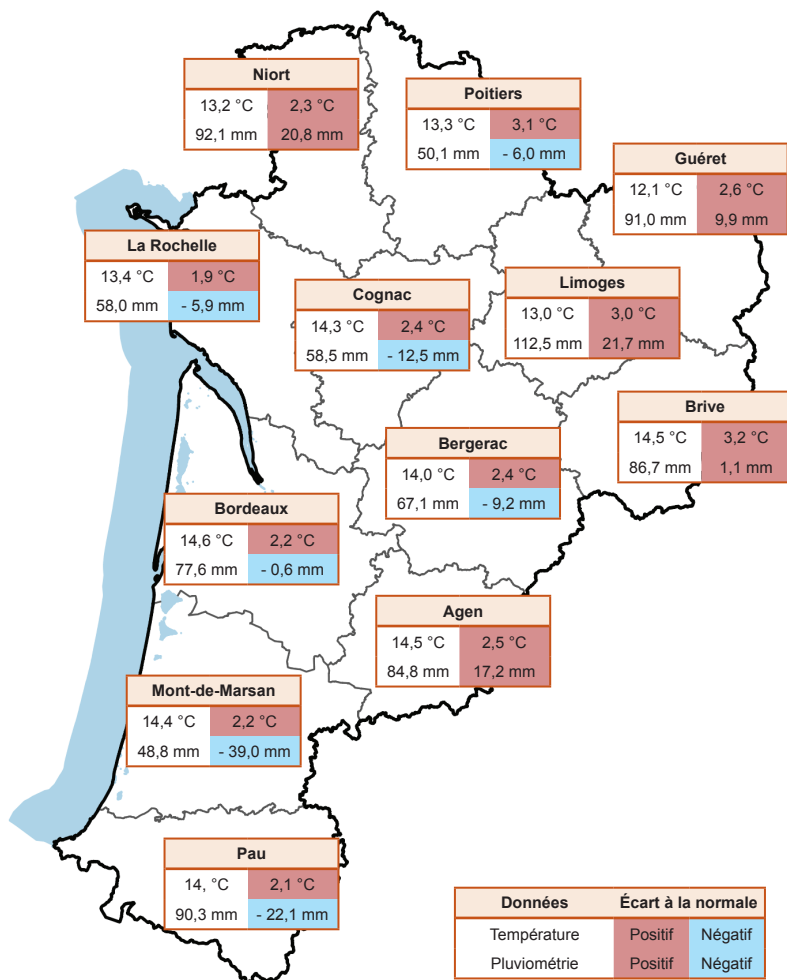 Niort
13,2 °C 2,3 °C
92,1 mm 20,8 mm
Poitiers
13,3 °C 3,1 °C
50,1 mm - 6,0 mm
Guéret
12,1 °C 2,6 °C
91,0 mm 9,9 mm
La Rochelle
13,4 °C 1,9 °C
58,0 mm - 5,9 mm
Cognac
14,3 °C 2,4 °C
58,5 mm - 12,5 mm
Limoges
13,0 °C 3,0 °C
112,5 mm 21,7 mm
Brive
14,5 °C 3,2 °C
86,7 mm 1,1 mm
Bergerac
14,0 °C 2,4 °C
67,1 mm - 9,2 mm
Bordeaux
14,6 °C 2,2 °C
77,6 mm - 0,6 mm
Agen
14,5 °C 2,5 °C
84,8 mm 17,2 mm
Mont-de-Marsan
14,4 °C 2,2 °C
48,8 mm - 39,0 mm
Pau
14, °C 2,1 °C
90,3 mm - 22,1 mm
Données Écart à la normale
Température Positif Négatif
Pluviométrie Positif Négatif